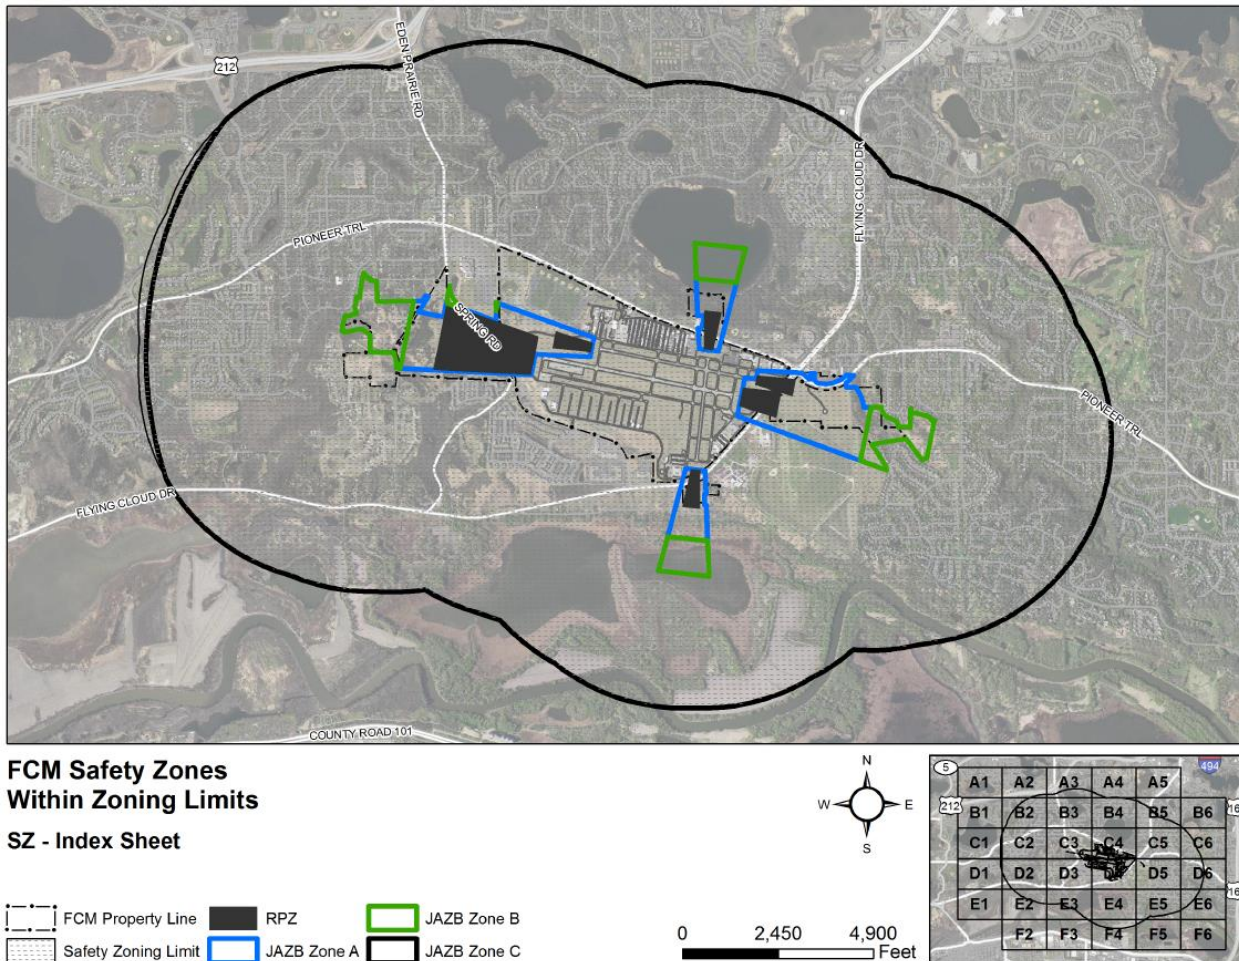 212
EDEN PRAIRIE RD
FLYING CLOUD DR
PIONEER TRL
SPRING RD
PIONEER TRL
FLYING CLOUD DR
COUNTY ROAD 101
FCM Safety Zones
Within Zoning Limits
SZ - Index Sheet
FCM Property Line
RPZ
JAZB Zone B
Safety Zoning Limit
JAZB Zone A
JAZB Zone C
N
W E
S
0 2,450 4,900
Feet
5
494
212
A1 A2 A3 A4 A5
B1 B2 B3 B4 B5 B6
C1 C2 C3 C4 C5 C6
D1 D2 D3 D4 D5 D6
E1 E2 E3 E4 E5 E6
F2 F3 F4 F5 F6